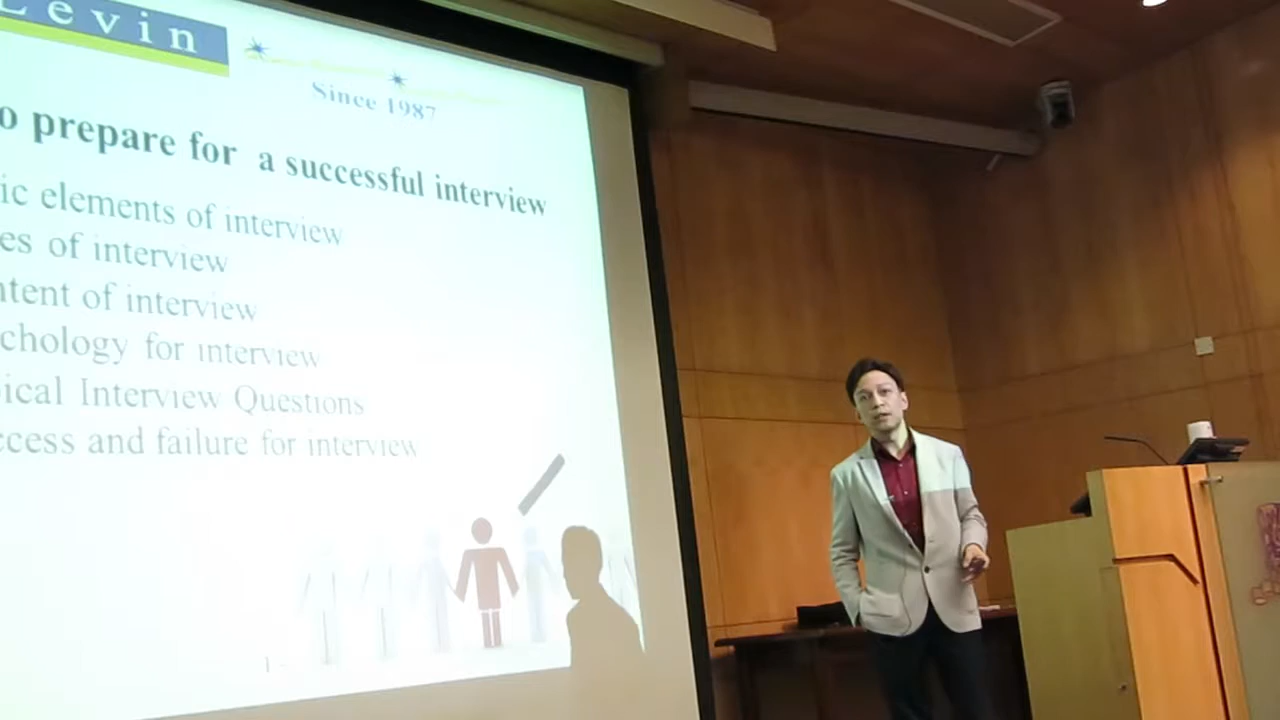 Levin
Since 1987
o prepare for a successful interview
ic elements of interview
es of interview
ntent of interview
chology for interview
ical Interview Questions
ccess and failure for interview